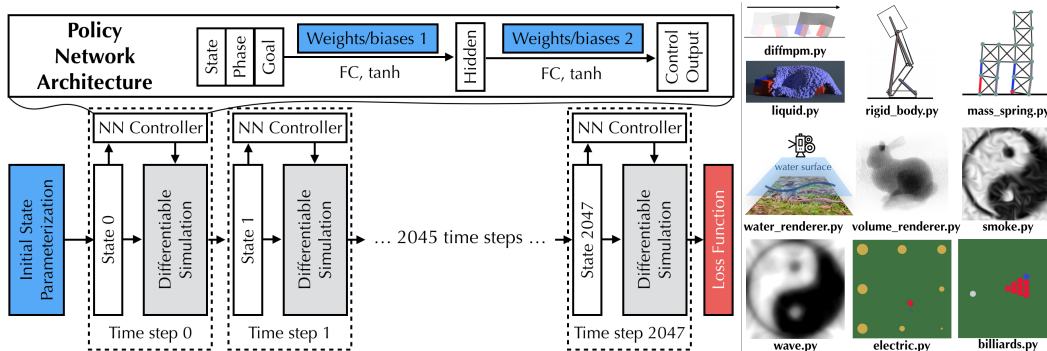 Policy
Network
Architecture
State
Phase
Goal
Weights/biases 1
FC, tanh
Hidden
Weights/biases 2
FC, tanh
Control
Output
NN Controller
NN Controller
NN Controller
Initial State
Parameterization
State 0
Differentiable
Simulation
State 1
Differentiable
Simulation
... 2045 time steps ...
State 2047
Differentiable
Simulation
Loss Function
Time step 0
Time step 1
Time step 2047
diffmpm.py
liquid.py
rigid_body.py
mass_spring.py
water surface
water_renderer.py
volume_renderer.py
smoke.py
wave.py
electric.py
billiards.py